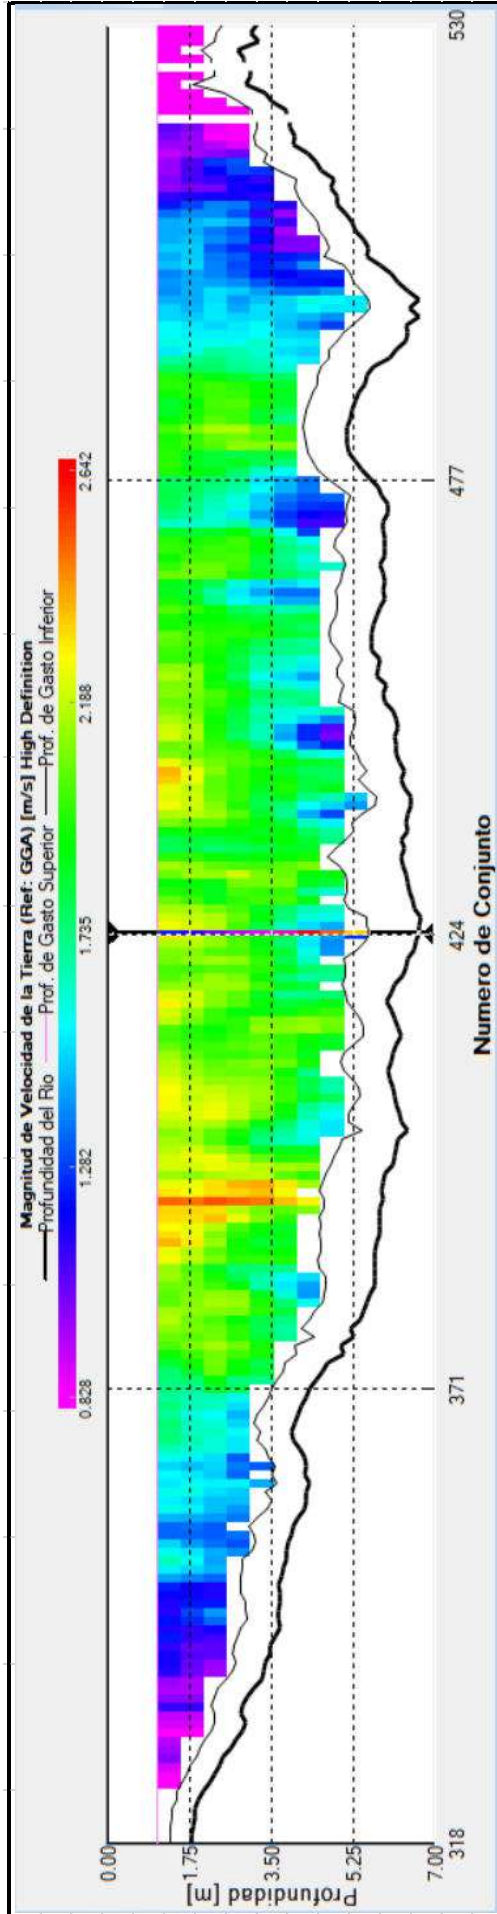 Magnitud de Velocidad de la Tierra (Ref: GGA) [m/s] High Definition
Profundidad del Rio Prof. de Gasto Superior Prof. de Gasto Inferior
0.828 1.282 1.735 2.188 2.642
0.00
1.75
3.50
5.25
7.00
Profundidad [m]
318 371 424 477 530
Numero de Conjunto